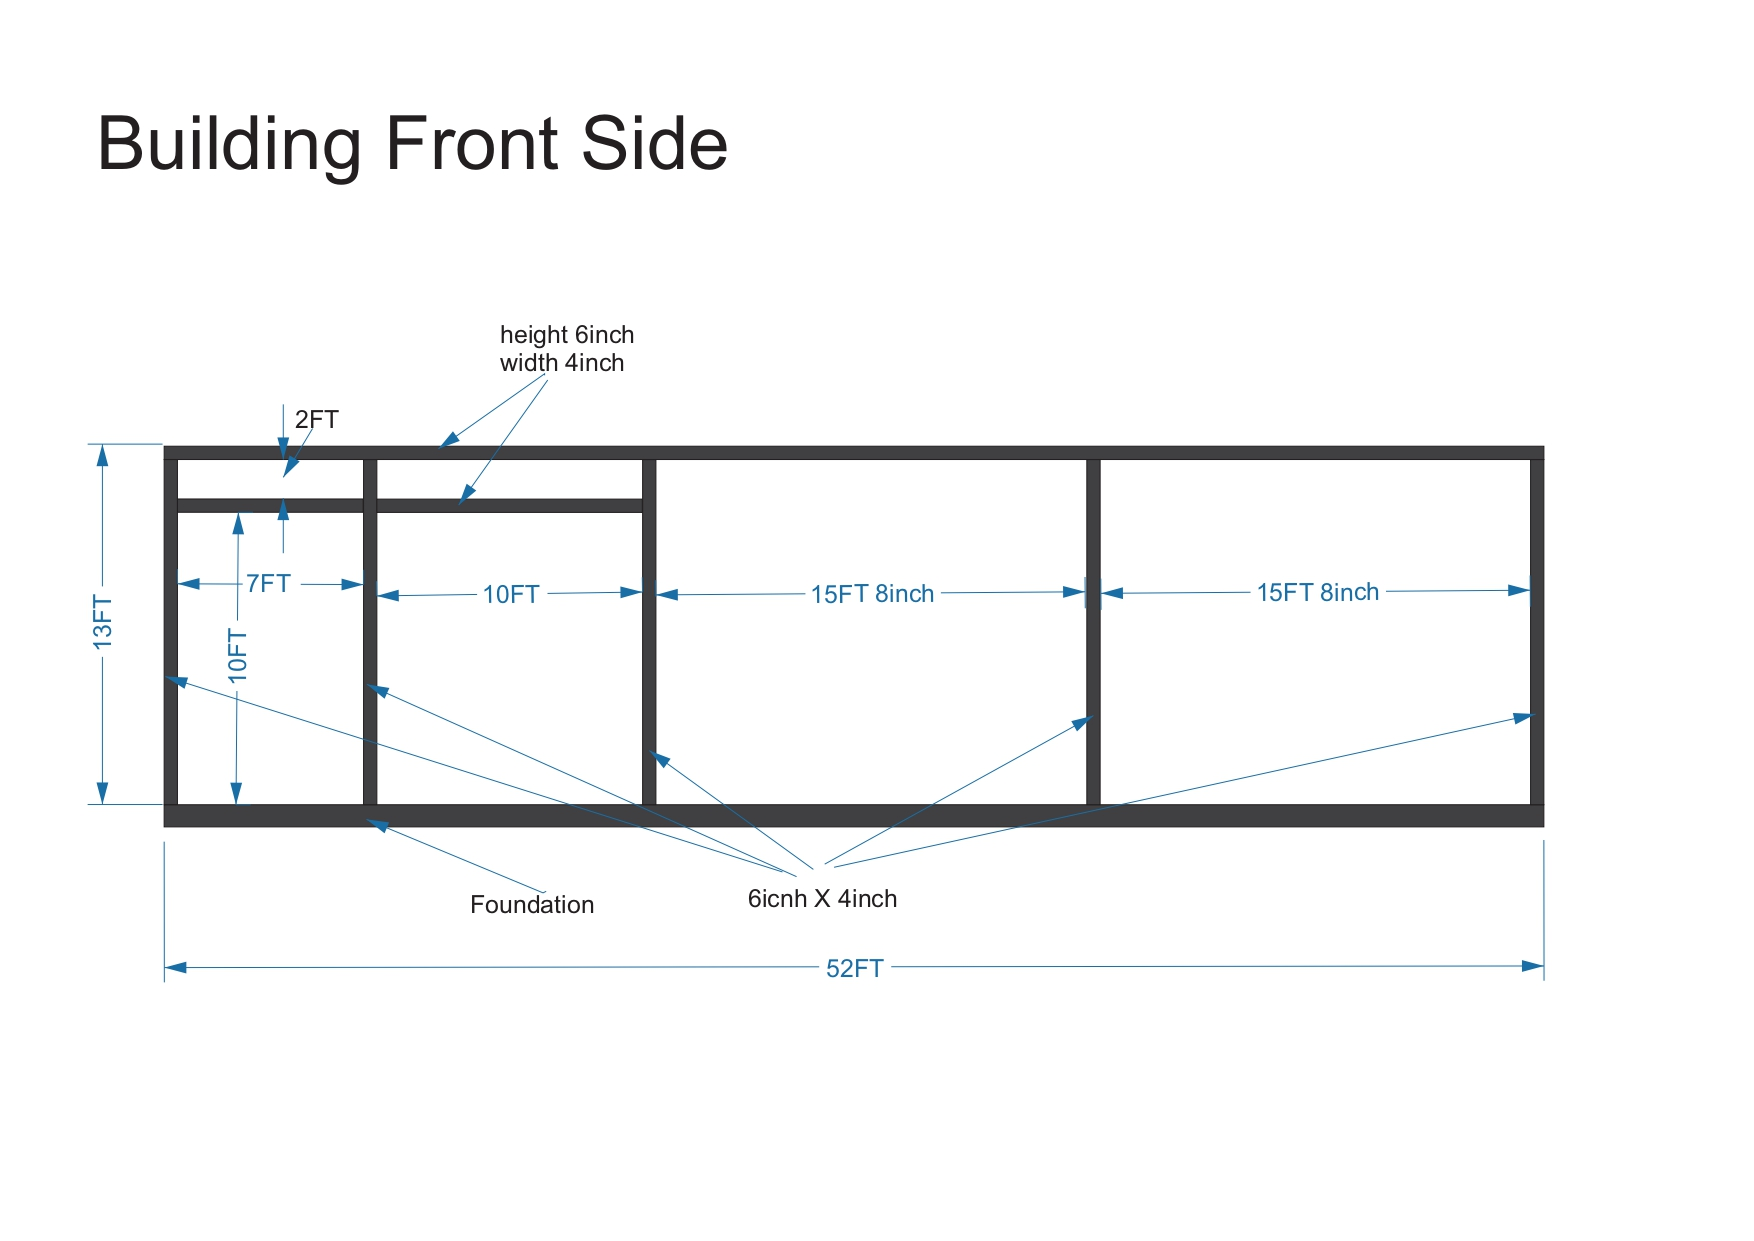 Building Front Side
height 6inch
width 4inch
2FT
13FT
7FT
10FT
15FT 8inch
15FT 8inch
10FT
Foundation
6icnh X 4inch
52FT